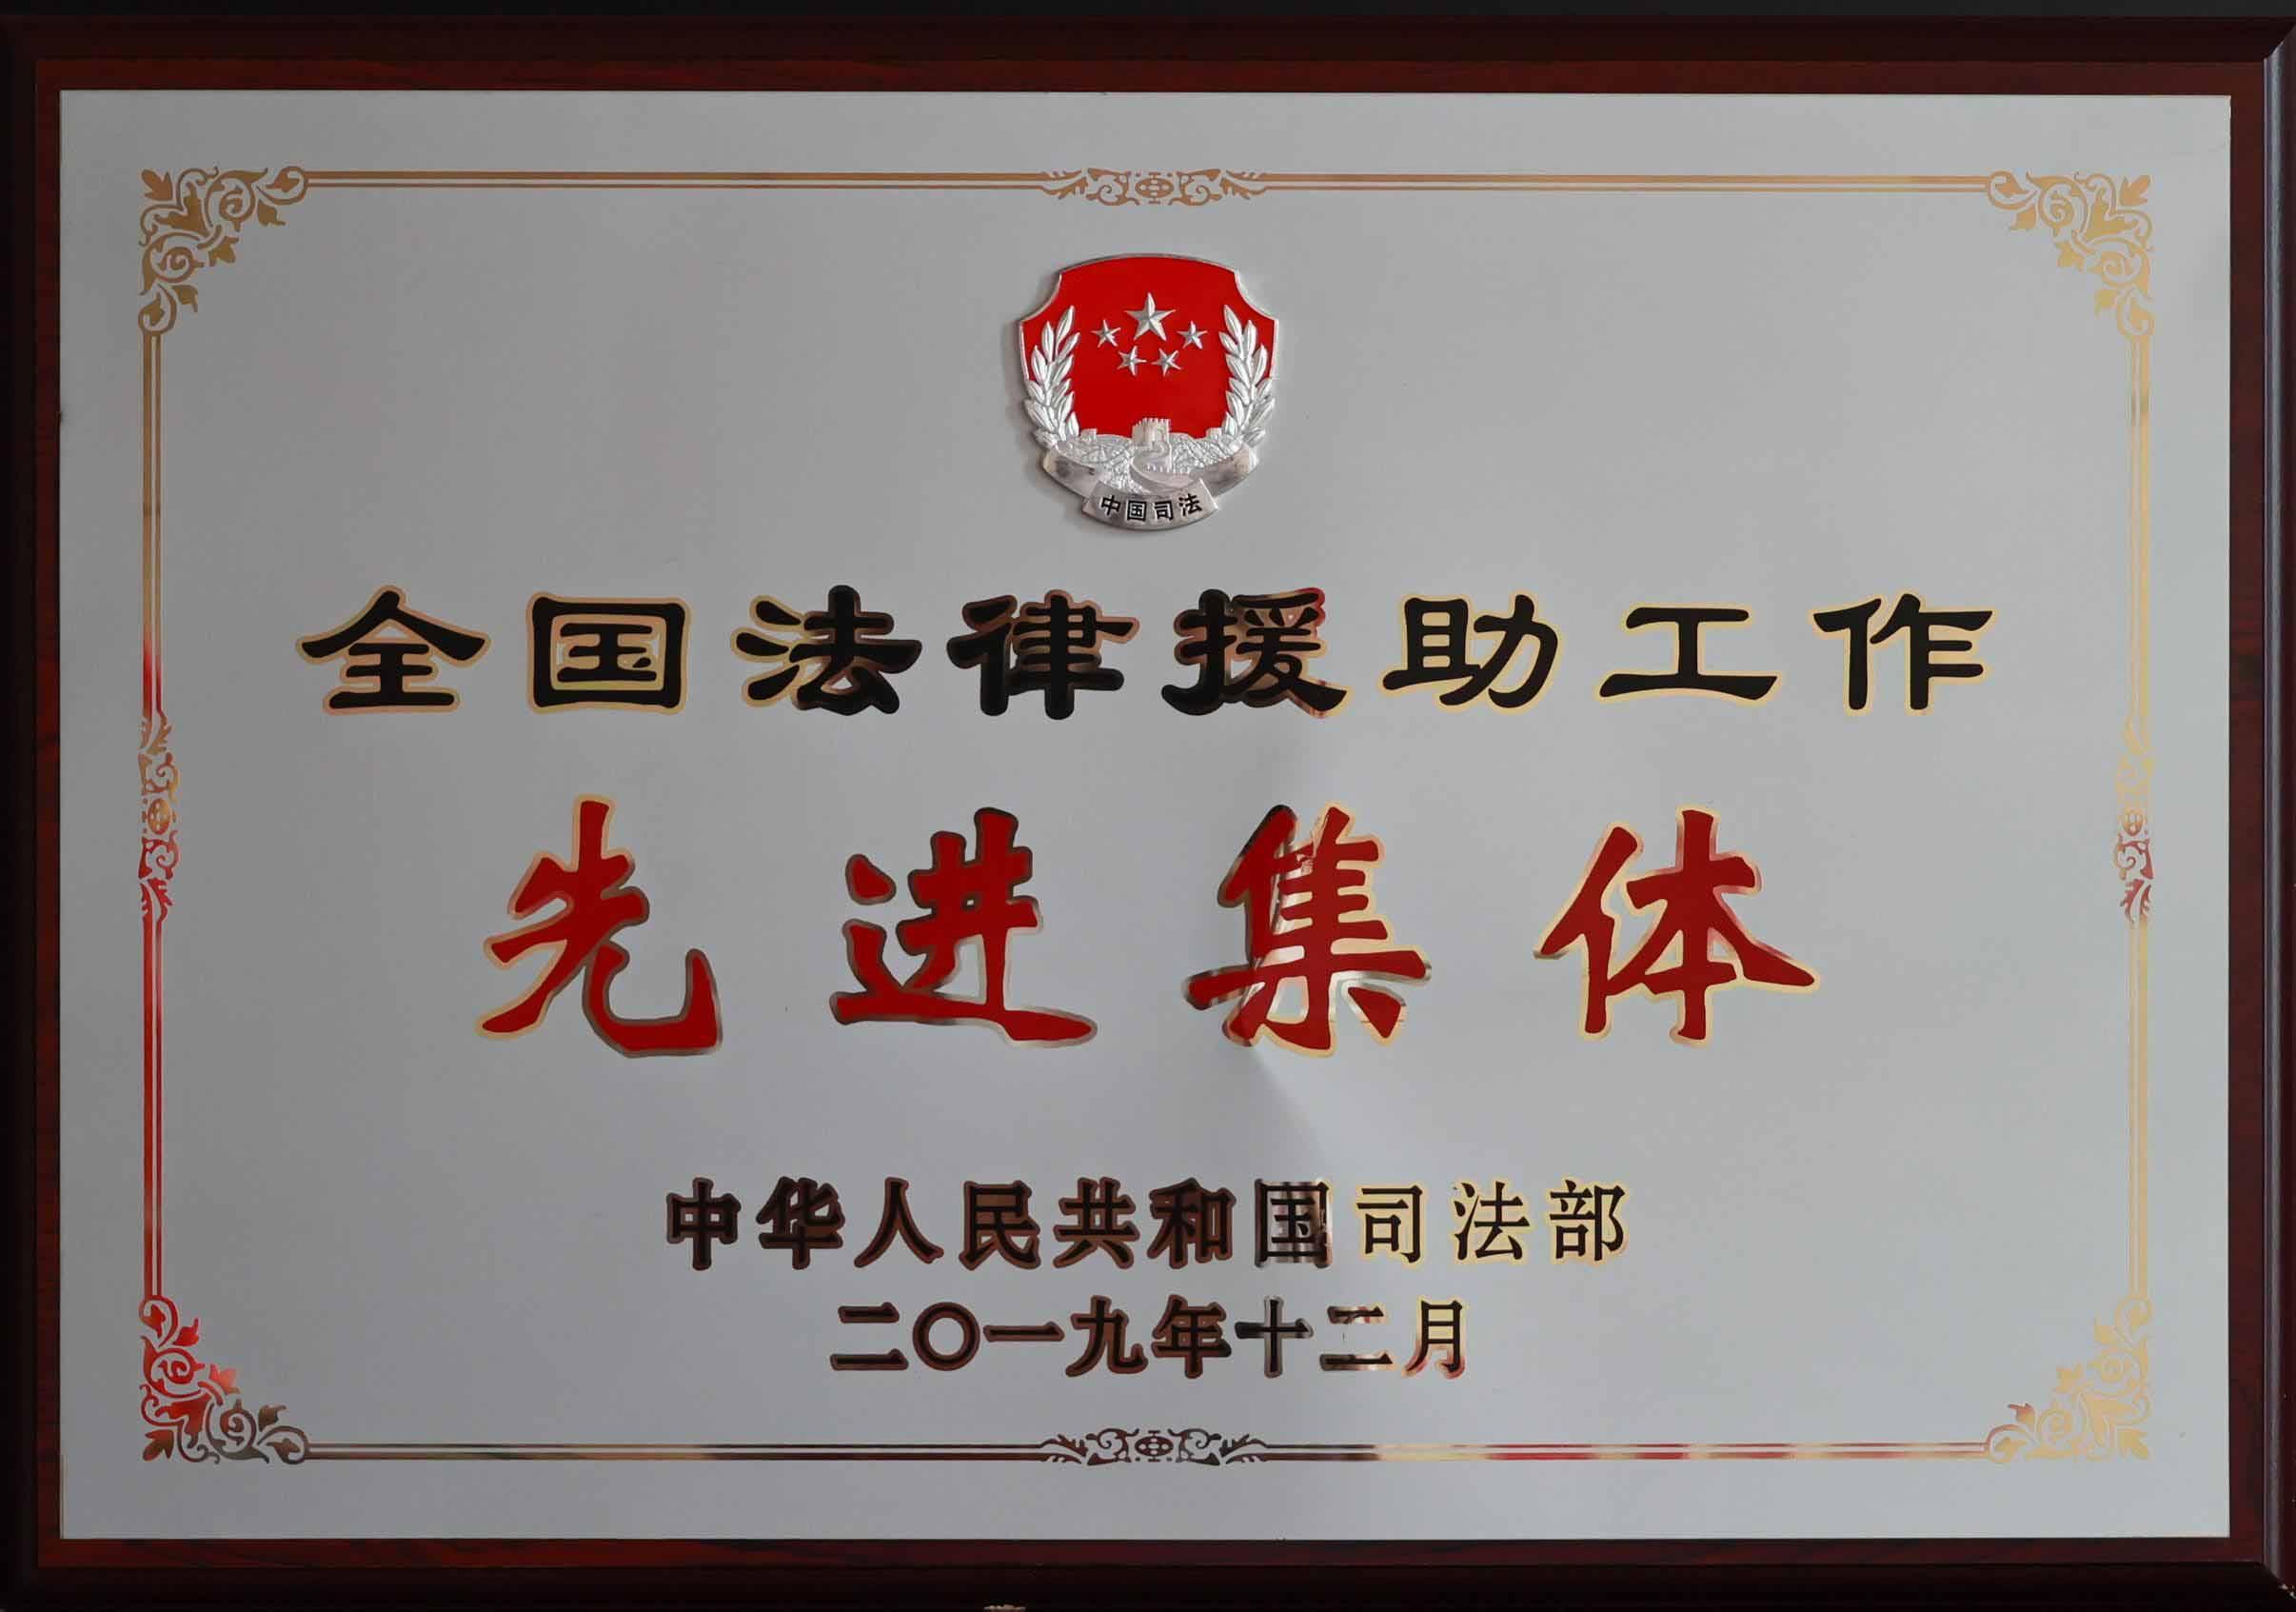 中国司法
全国法律援助工作
先进集体
中华人民共和国司法部
二〇一九年十二月